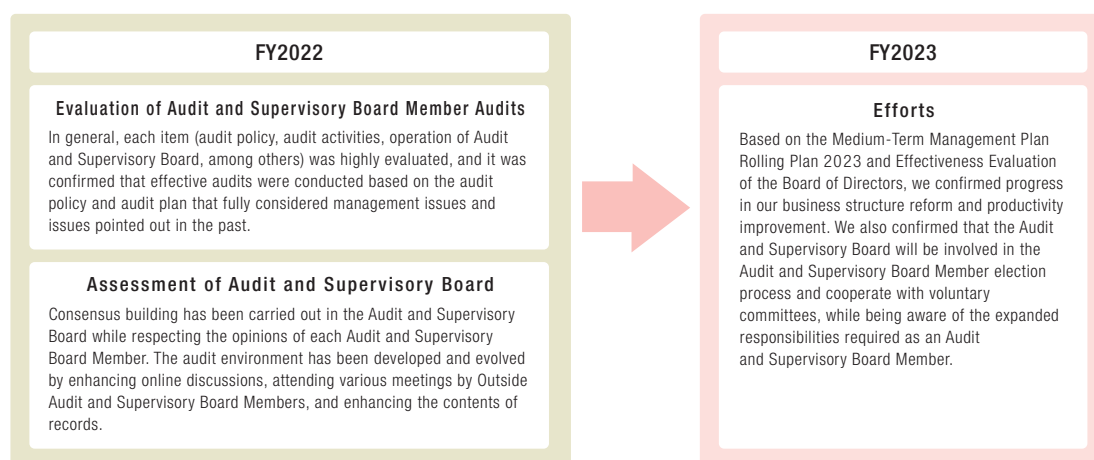 FY2022
Evaluation of Audit and Supervisory Board Member Audits
In general, each item (audit policy, audit activities, operation of Audit
and Supervisory Board, among others) was highly evaluated, and it was
confirmed that effective audits were conducted based on the audit
policy and audit plan that fully considered management issues and
issues pointed out in the past.
Assessment of Audit and Supervisory Board
Consensus building has been carried out in the Audit and Supervisory
Board while respecting the opinions of each Audit and Supervisory
Board Member. The audit environment has been developed and evolved
by enhancing online discussions, attending various meetings by Outside
Audit and Supervisory Board Members, and enhancing the contents of
records.
FY2023
Efforts
Based on the Medium-Term Management Plan
Rolling Plan 2023 and Effectiveness Evaluation
of the Board of Directors, we confirmed progress
in our business structure reform and productivity
improvement. We also confirmed that the Audit
and Supervisory Board will be involved in the
Audit and Supervisory Board Member election
process and cooperate with voluntary
committees, while being aware of the expanded
responsibilities required as an Audit
and Supervisory Board Member.